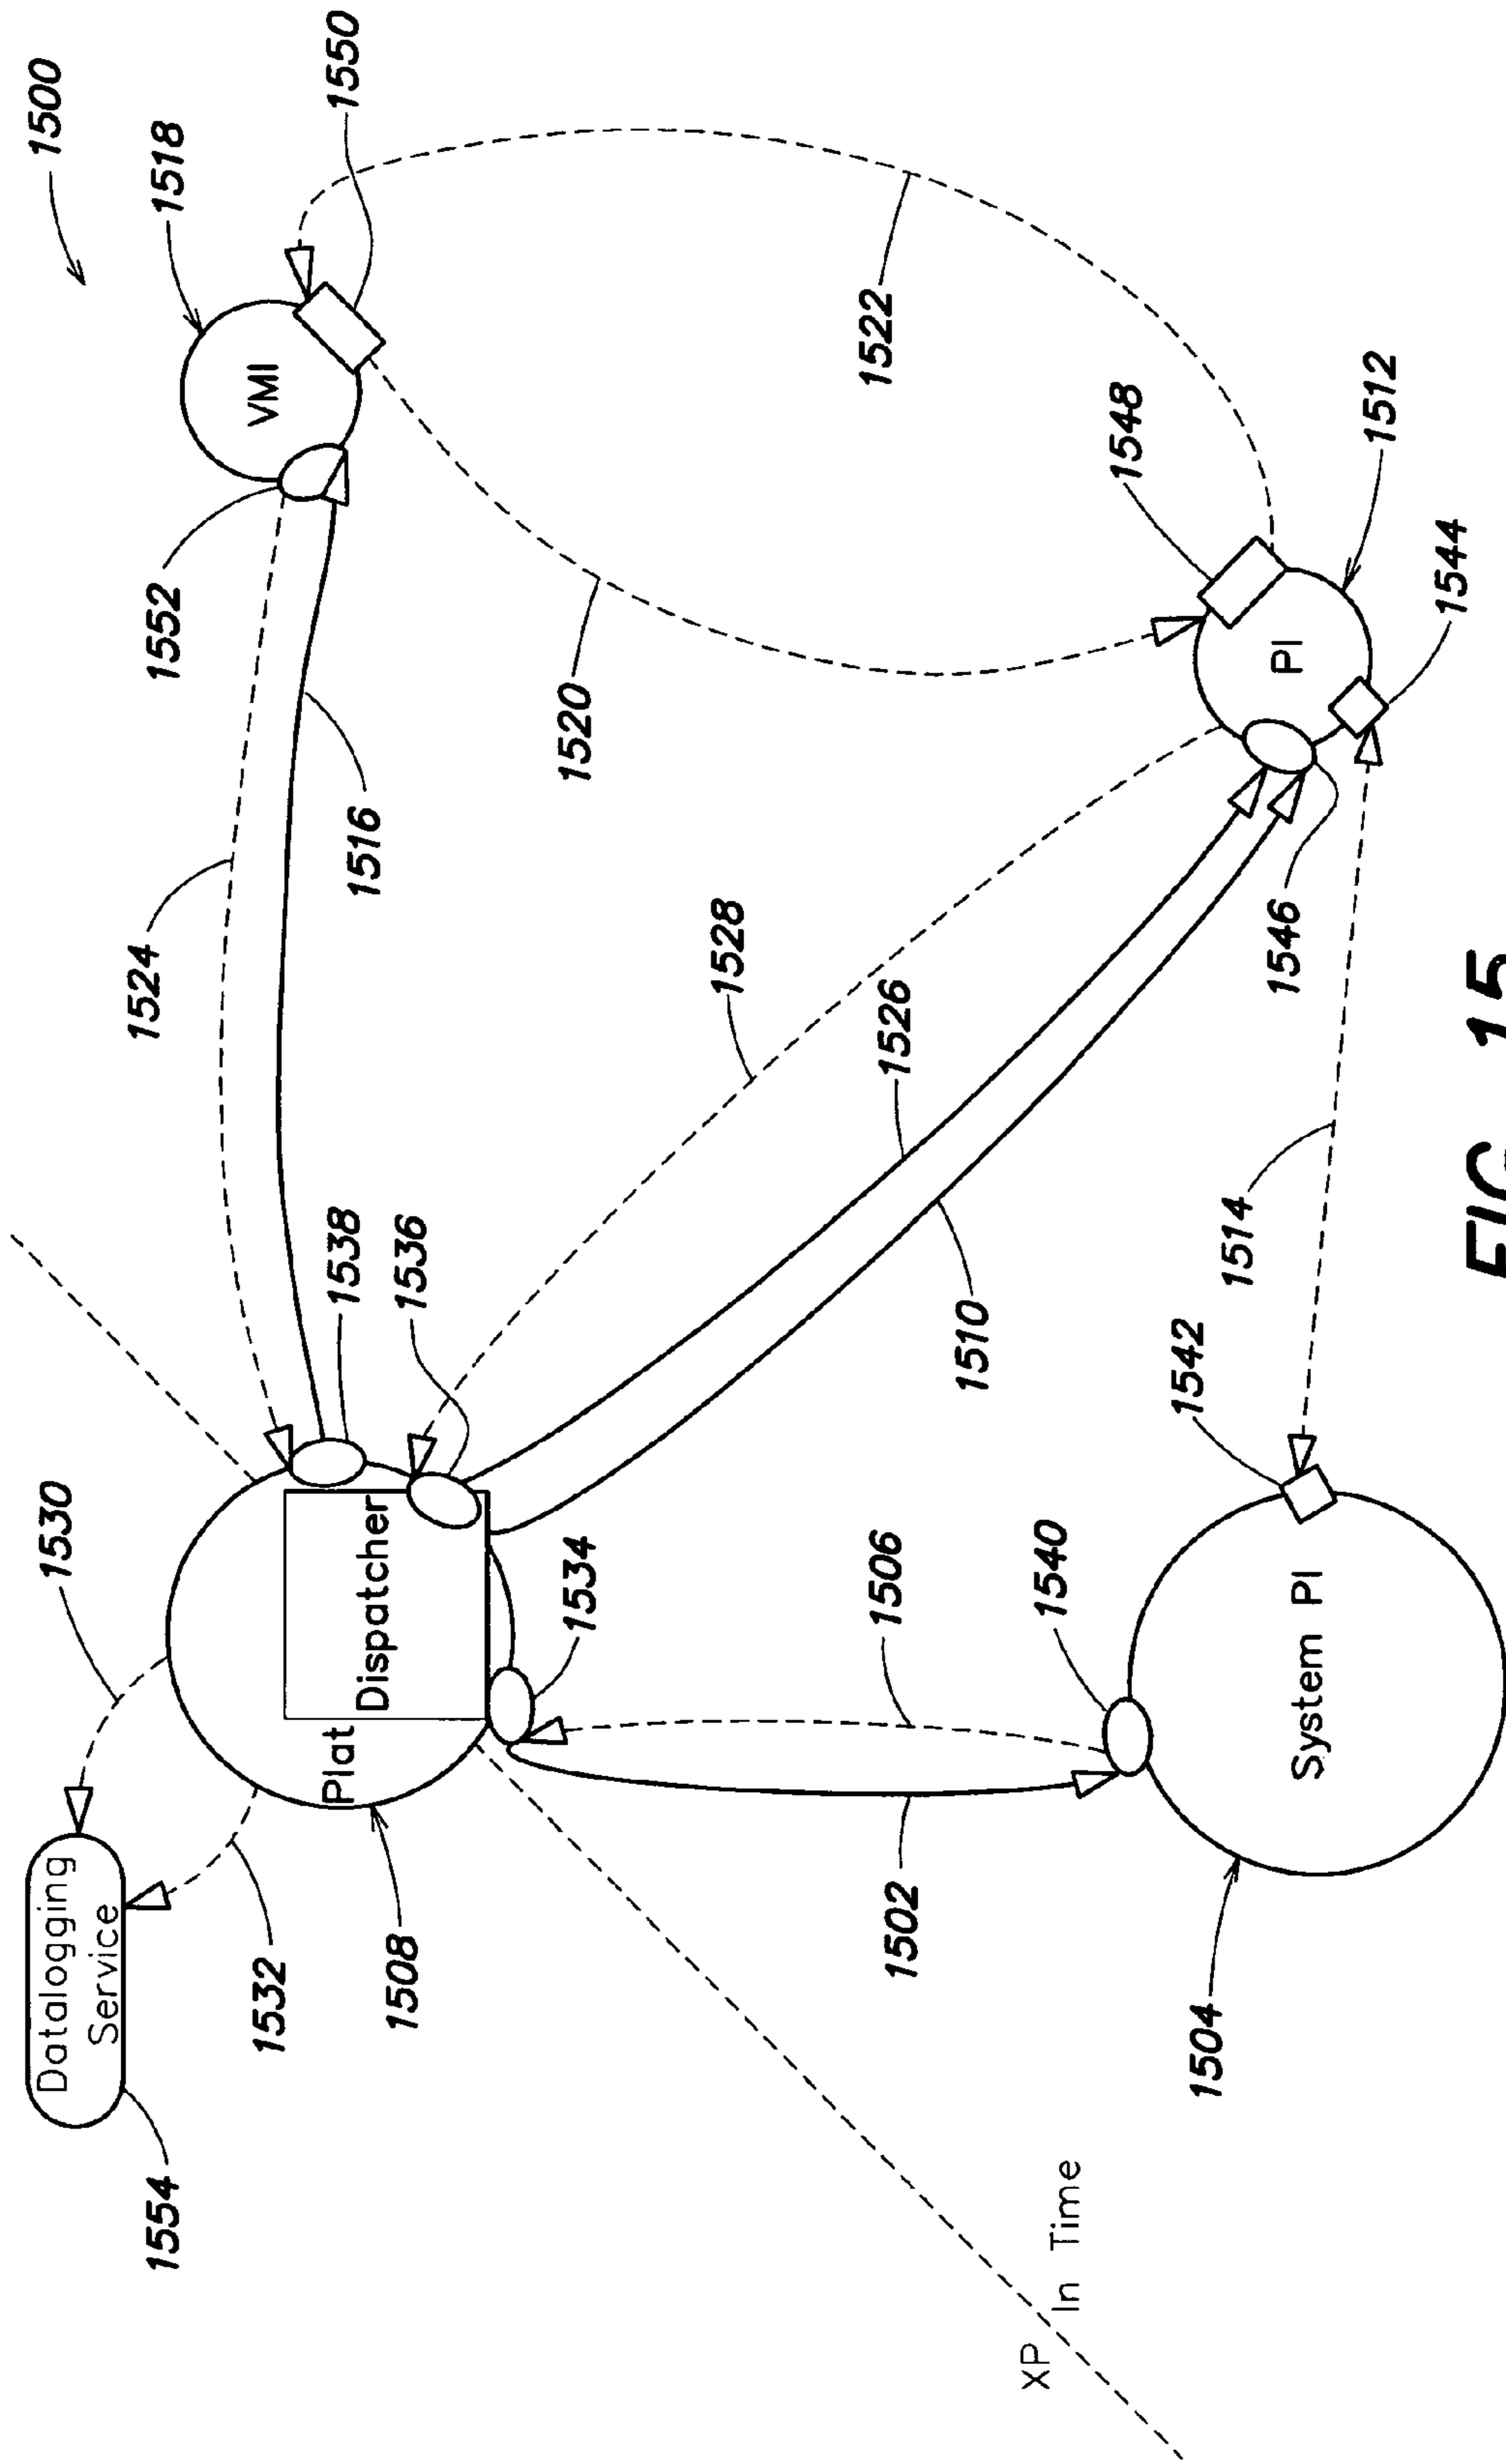 Datalogging
Service
1530
1500
1554
1524
1552
1518
1532
VMI
Plat
Dispatcher
1538
1516
1550
1508
1536
1534
1520
1528
1502
1506
1526
1522
1510
XP
In Time
1540
1548
1504
1542
1514
System PI
1546
PI
1512
1544
FIG. 15